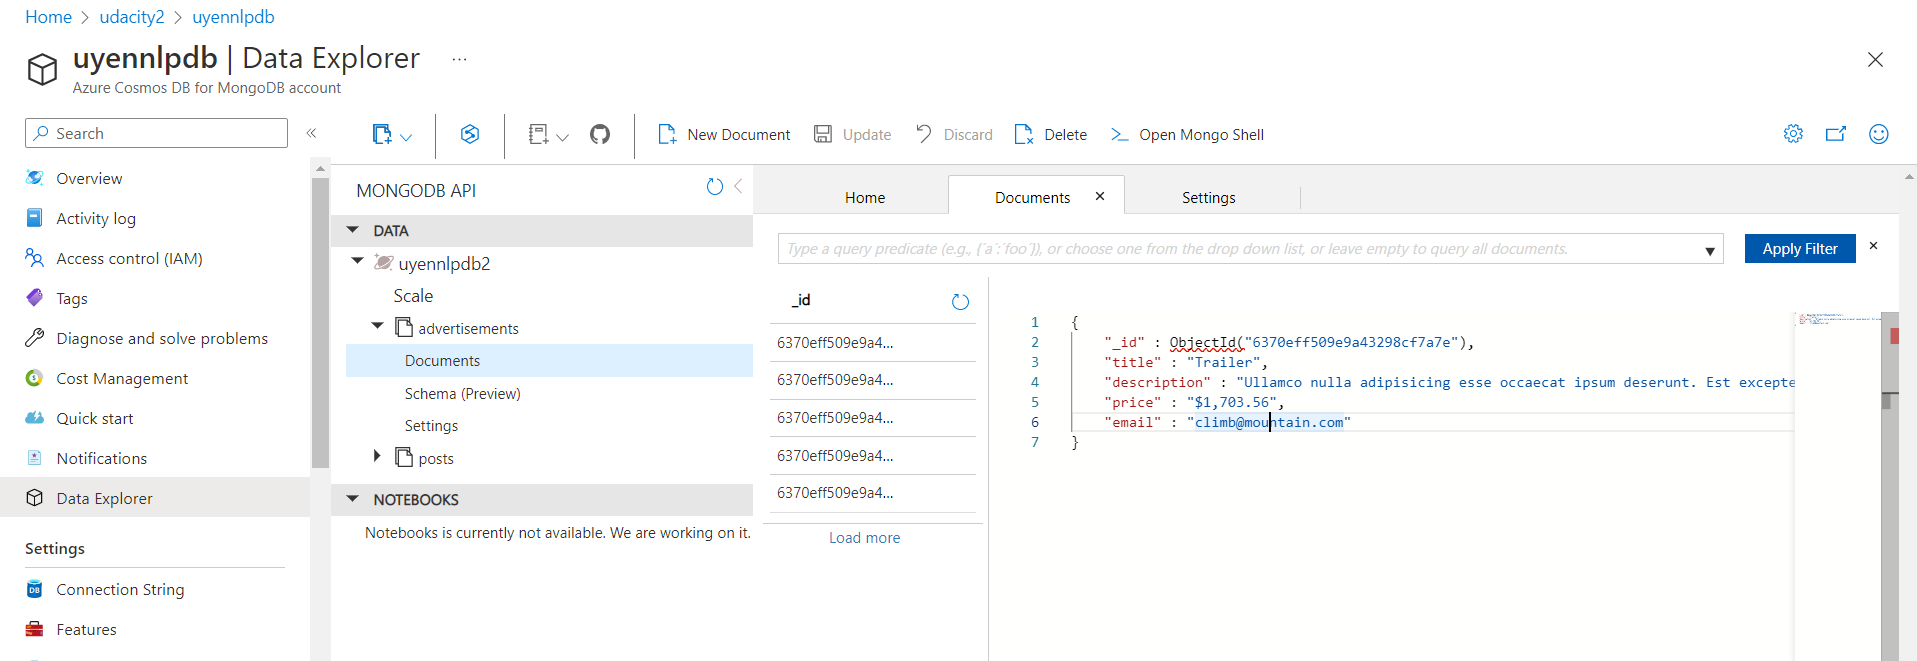 Home > udacity2 > uyennlpdb
uyennlpdb | Data Explorer ...
Azure Cosmos DB for MongoDB account
Search
«
New Document
Update
Discard
Delete
Open Mongo Shell
Overview
Activity log
Access control (IAM)
Tags
Diagnose and solve problems
Cost Management
Quick start
Notifications
Data Explorer
Settings
Connection String
Features
MONGODB API
DATA
uyennlpdb2
Scale
advertisements
Documents
Schema (Preview)
Settings
posts
NOTEBOOKS
Notebooks is currently not available. We are working on it.
Home
Documents
Settings
Type a query predicate (e.g., {´a´:´foo´}), or choose one from the drop down list, or leave empty to query all documents.
Apply Filter
_id
6370eff509e9a4...
6370eff509e9a4...
6370eff509e9a4...
6370eff509e9a4...
6370eff509e9a4...
Load more
1 {
2 "_id" : ObjectId("6370eff509e9a43298cf7a7e"),
3 "title" : "Trailer",
4 "description" : "Ullamco nulla adipisicing esse occaecat ipsum deserunt. Est excepte
5 "price" : "$1,703.56",
6 "email" : "climb@mountain.com"
7 }